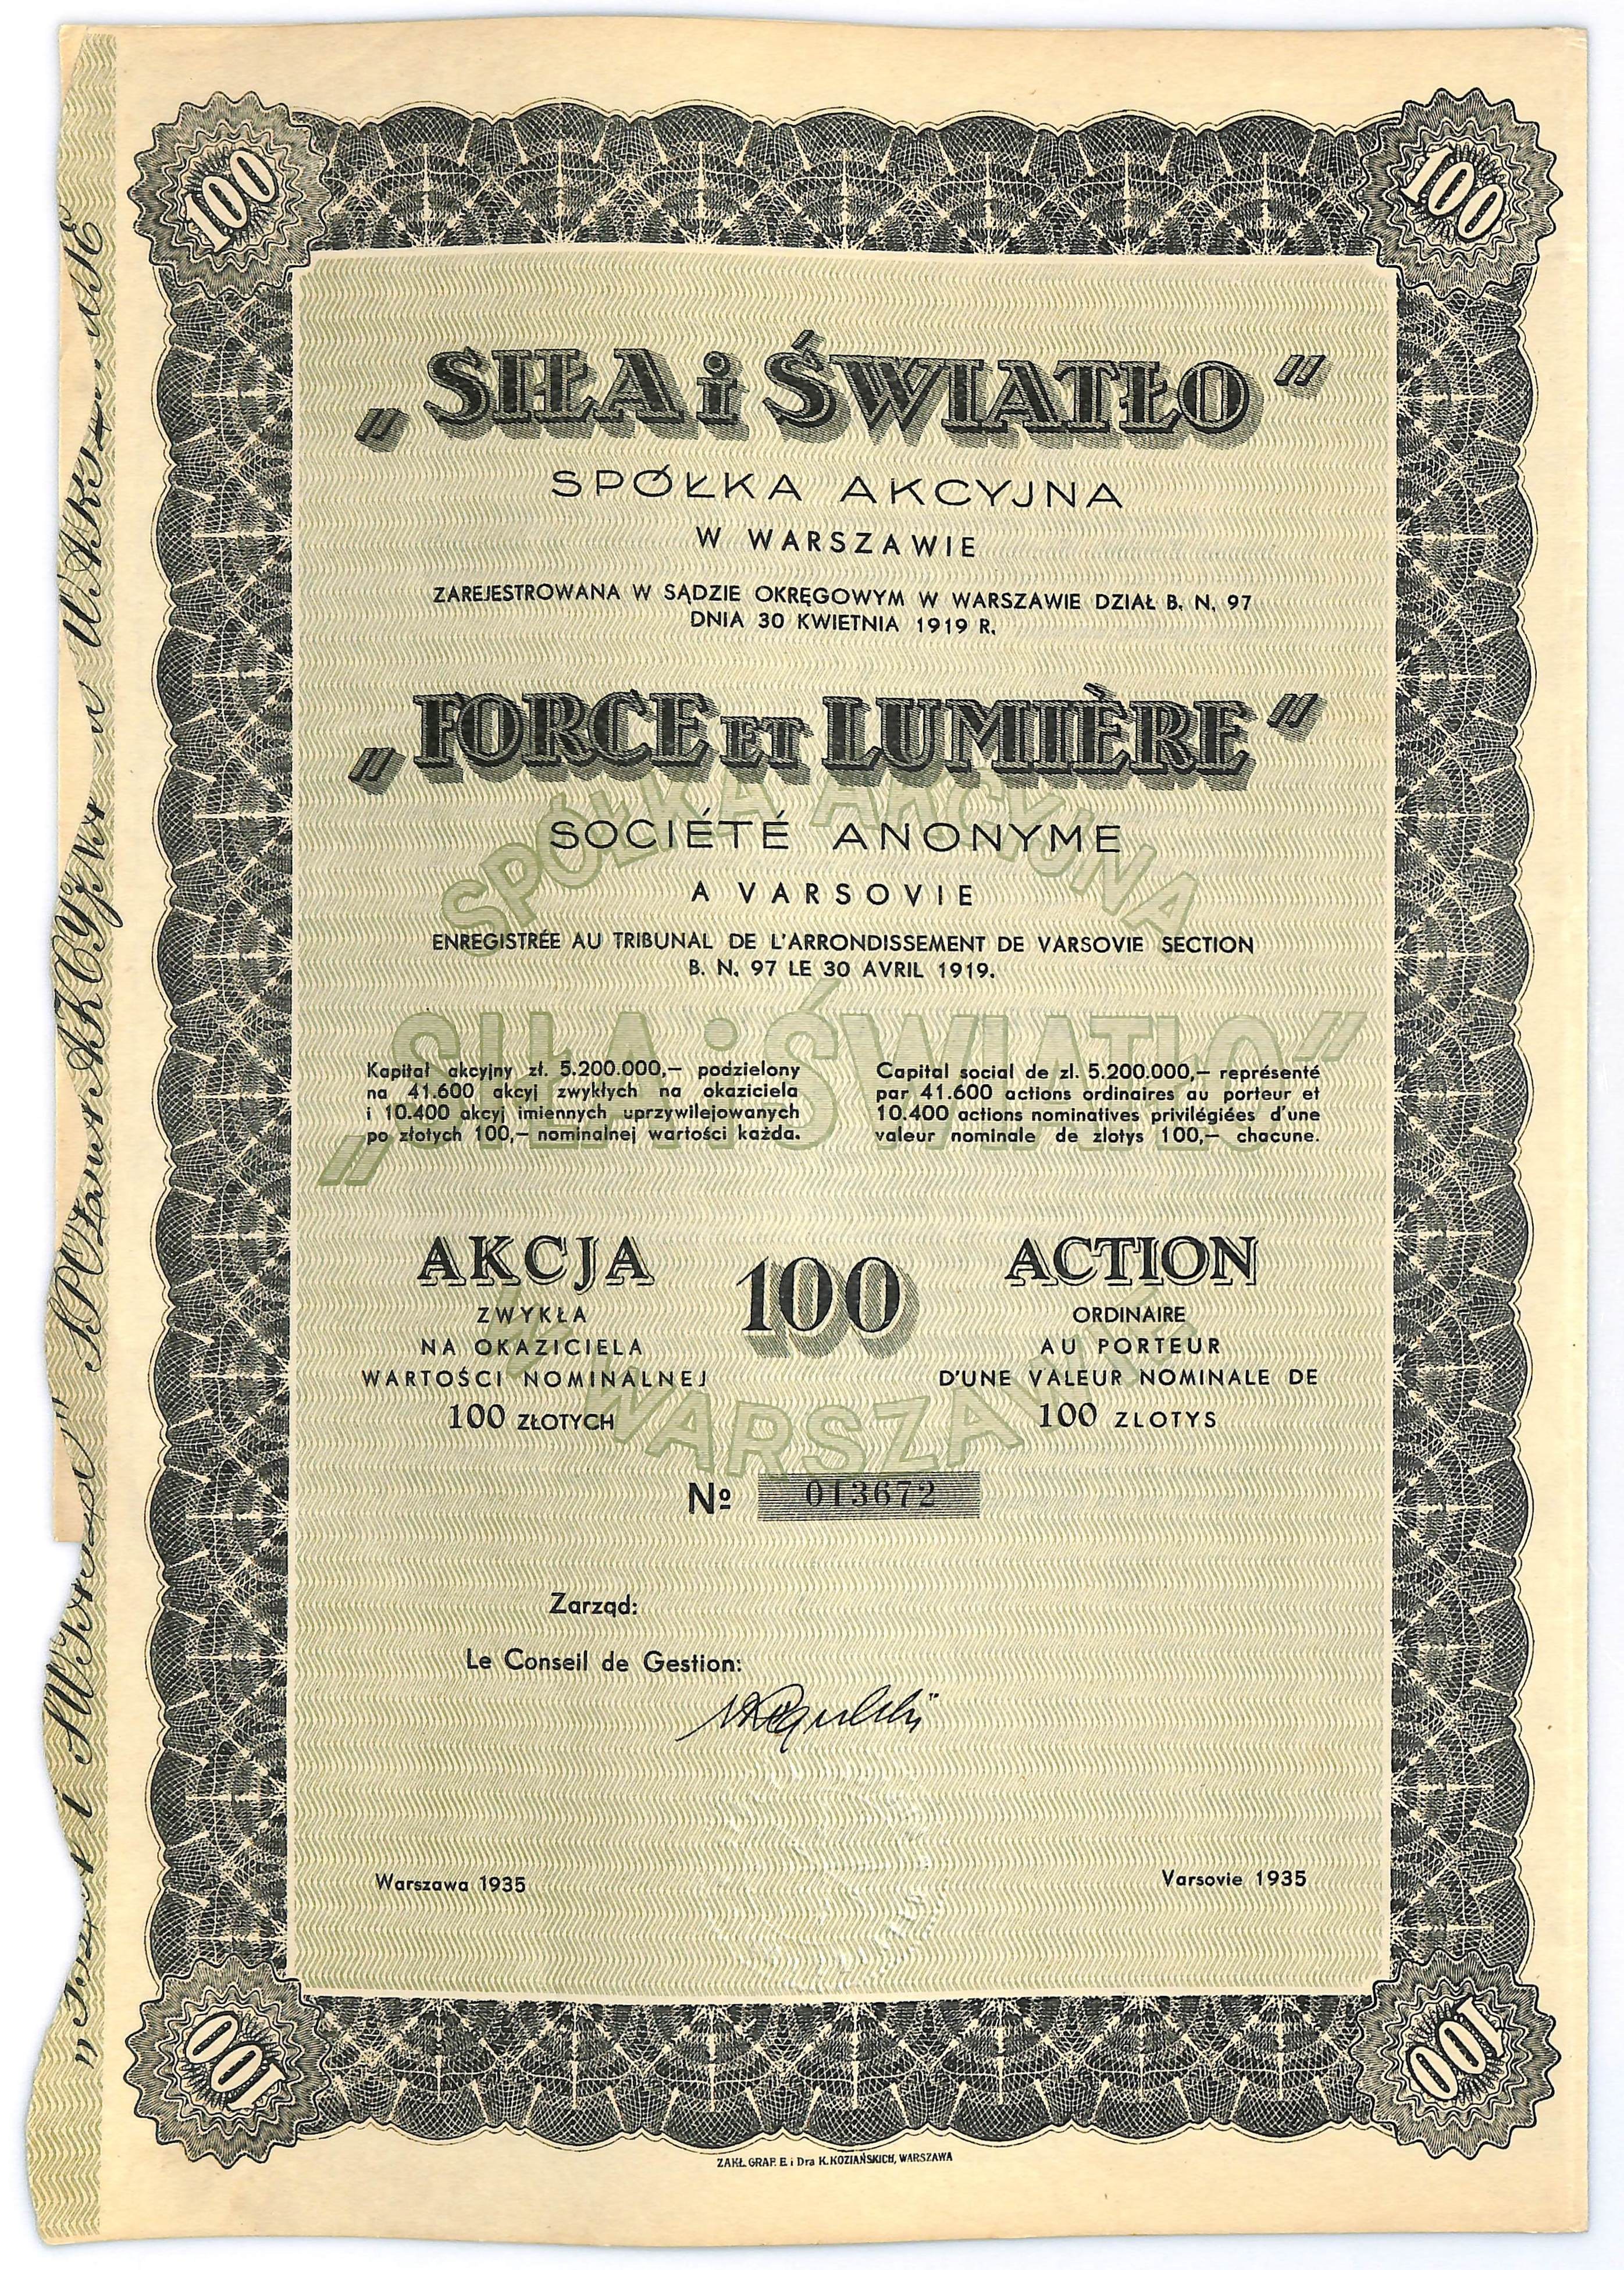 100
100
„SIŁA i ŚWIATŁO"
SPÓŁKA AKCYJNA
W WARSZAWIE
ZAREJESTROWANA W SĄDZIE OKRĘGOWYM W WARSZAWIE DZIAŁ B. N. 97
DNIA 30 KWIETNIA 1919 R.
„FORCE ET LUMIÈRE"
SOCIÉTÉ ANONYME
A VARSOVIE
ENREGISTRÉE AU TRIBUNAL DE L'ARRONDISSEMENT DE VARSOVIE SECTION
B. N. 97 LE 30 AVRIL 1919.
SPÓŁKA AKCYJNA
„SIŁA i ŚWIATŁO"
W WARSZAWIE
Kapitał akcyjny zł. 5.200.000,— podzielony
na 41.600 akcyj zwykłych na okaziciela
i 10.400 akcyj imiennych uprzywilejowanych
po złotych 100,— nominalnej wartości każda.
Capital social de zl. 5.200.000,— représenté
par 41.600 actions ordinaires au porteur et
10.400 actions nominatives privilégiées d'une
valeur nominale de zlotys 100,— chacune.
AKCJA
ZWYKŁA
NA OKAZICIELA
WARTOŚCI NOMINALNEJ
100 ZŁOTYCH
100
ACTION
ORDINAIRE
AU PORTEUR
D'UNE VALEUR NOMINALE DE
100 ZLOTYS
Nº 013672
Zarząd:
Le Conseil de Gestion:
Warszawa 1935
Varsovie 1935
100
100
ZAKŁ. GRAF. E. i Dra K. KOZIAŃSKICH, WARSZAWA